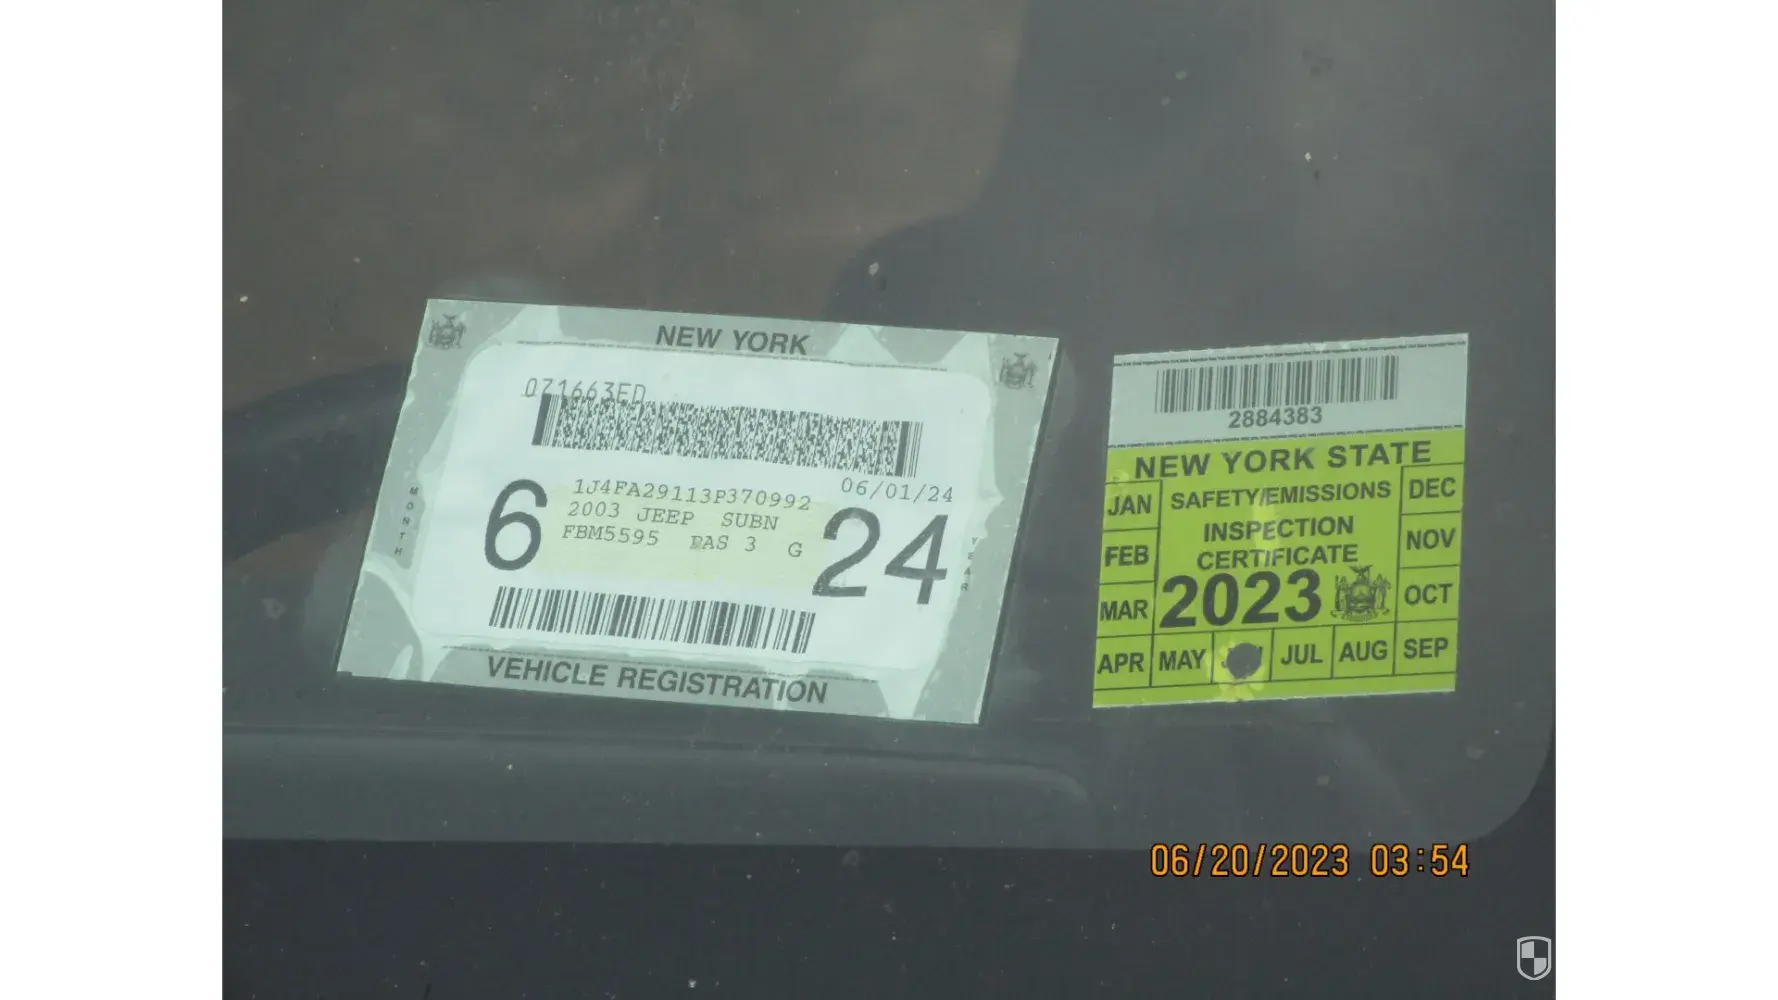 NEW YORK
071663ED
1J4FA29113P370992
06/01/24
2003 JEEP SUBN
FBM5595 PAS 3 G
6
24
MONTH
YEAR
VEHICLE REGISTRATION
2884383
NEW YORK STATE
SAFETY/EMISSIONS
INSPECTION
CERTIFICATE
2023
JAN
FEB
MAR
APR
MAY
JUL
AUG
SEP
OCT
NOV
DEC
06/20/2023 03:54